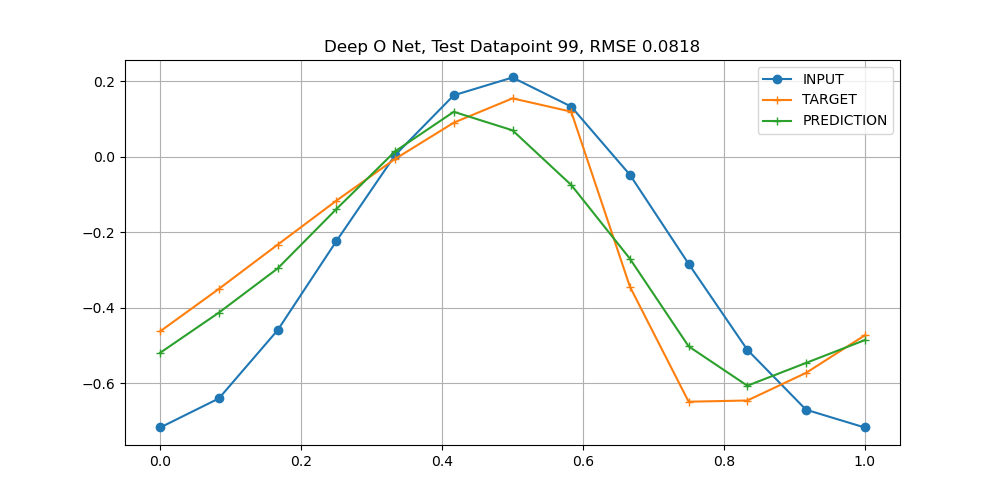 Deep O Net, Test Datapoint 99, RMSE 0.0818
INPUT
TARGET
PREDICTION
0.2
0.0
−0.2
−0.4
−0.6
0.0 0.2 0.4 0.6 0.8 1.0